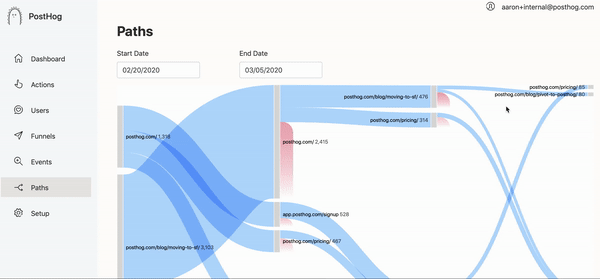 PostHog
aaron+internal@posthog.com
Dashboard
Actions
Users
Funnels
Events
Paths
Setup
Paths
Start Date
End Date
02/20/2020
03/05/2020
posthog.com/pricing/ 85
posthog.com/blog/pivot-to-posthog/ 80
posthog.com/blog/moving-to-sf/ 476
posthog.com/pricing/ 314
posthog.com/ 1,318
posthog.com/ 2,415
app.posthog.com/signup 528
posthog.com/pricing/ 467
posthog.com/blog/moving-to-sf/ 3,103